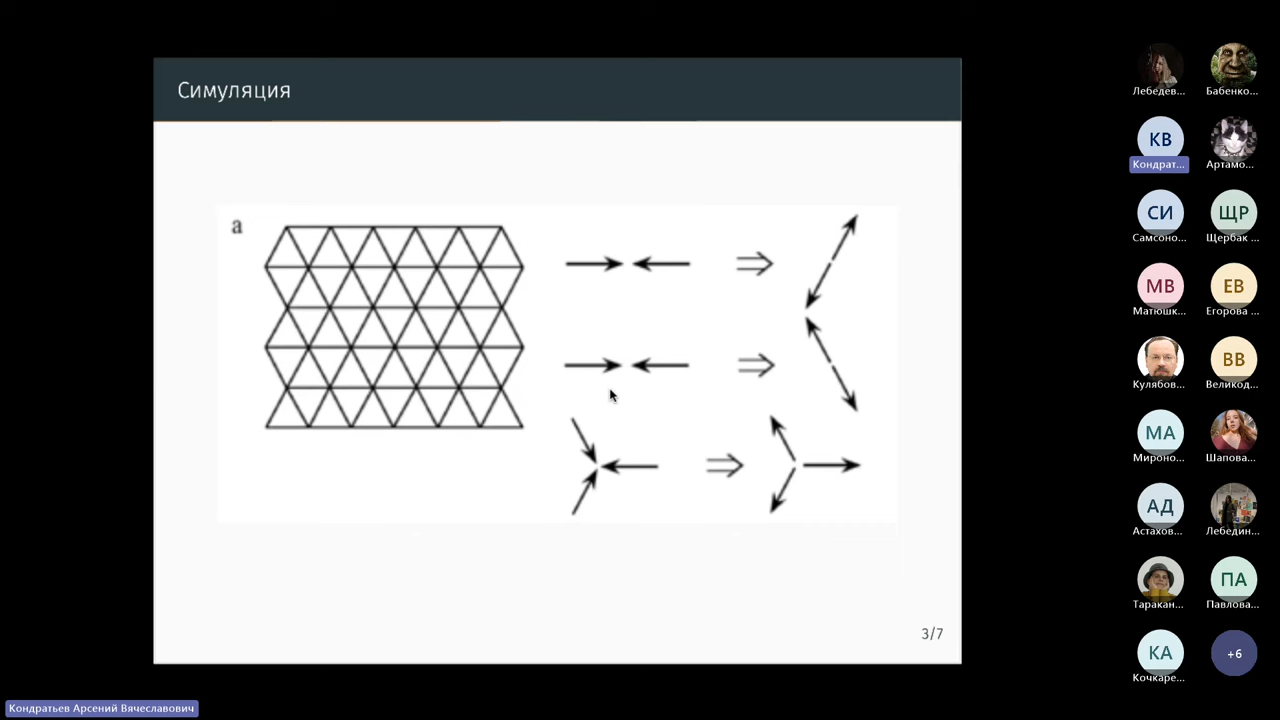 Симуляция
a
3/7
Лебедев...
Бабенко...
КВ
Кондрат...
Артамо...
СИ
Самсоно...
ЩР
Щербак ...
МВ
Матюшк...
ЕВ
Егорова ...
Кулябов...
ВВ
Великод...
МА
Мироно...
Шапова...
АД
Астахов...
Лебедин...
Таракан...
ПА
Павлова...
КА
Кочкаре...
+6
Кондратьев Арсений Вячеславович